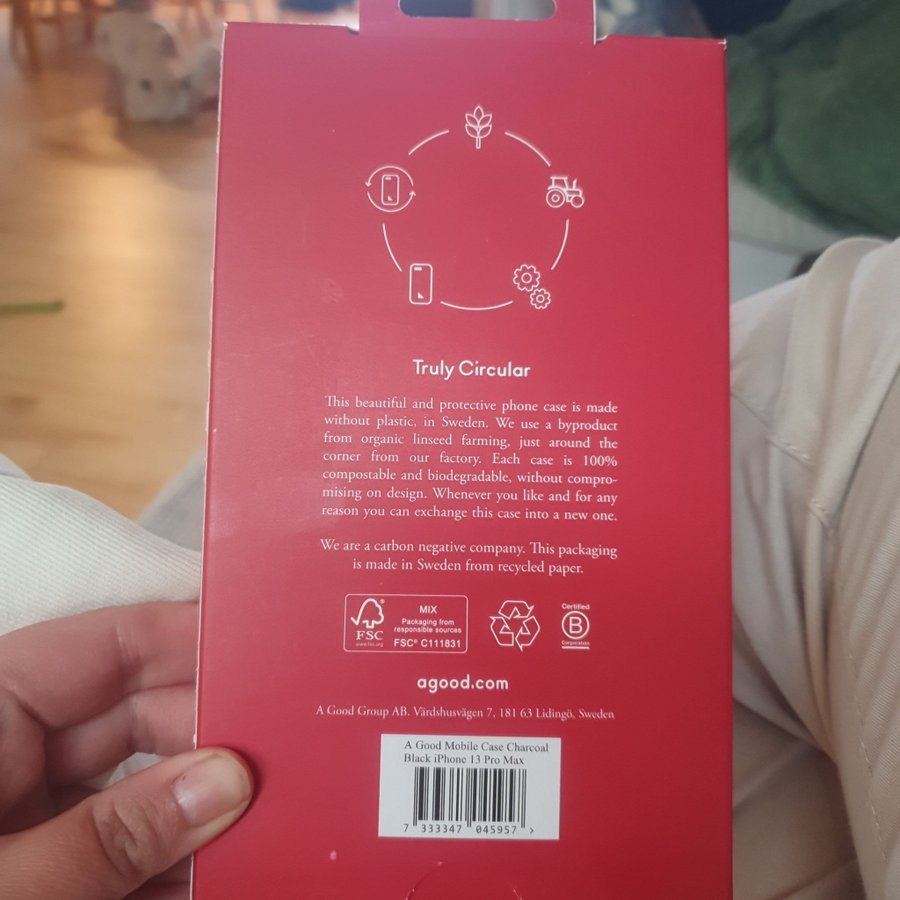 Truly Circular
This beautiful and protective phone case is made
without plastic, in Sweden. We use a byproduct
from organic linseed farming, just around the
corner from our factory. Each case is 100%
compostable and biodegradable, without compro-
mising on design. Whenever you like and for any
reason you can exchange this case into a new one.
We are a carbon negative company. This packaging
is made in Sweden from recycled paper.
FSC®
www.fsc.org
MIX
Packaging from
responsible sources
FSC® C111831
Certified
B
Corporation
agood.com
A Good Group AB. Värdshusvägen 7, 181 63 Lidingö, Sweden
A Good Mobile Case Charcoal
Black iPhone 13 Pro Max
7 333347 045957 >